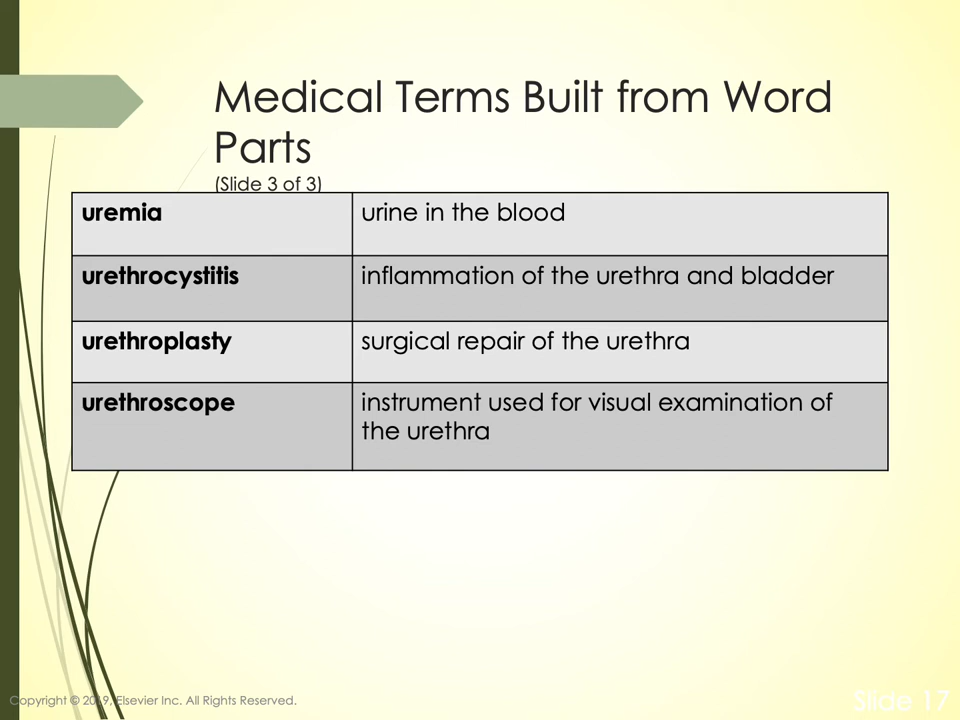 Medical Terms Built from Word
Parts
(Slide 3 of 3)
uremia
urine in the blood
urethrocystitis
inflammation of the urethra and bladder
urethroplasty
surgical repair of the urethra
urethroscope
instrument used for visual examination of
the urethra
Copyright © 2019, Elsevier Inc. All Rights Reserved.
Slide 17